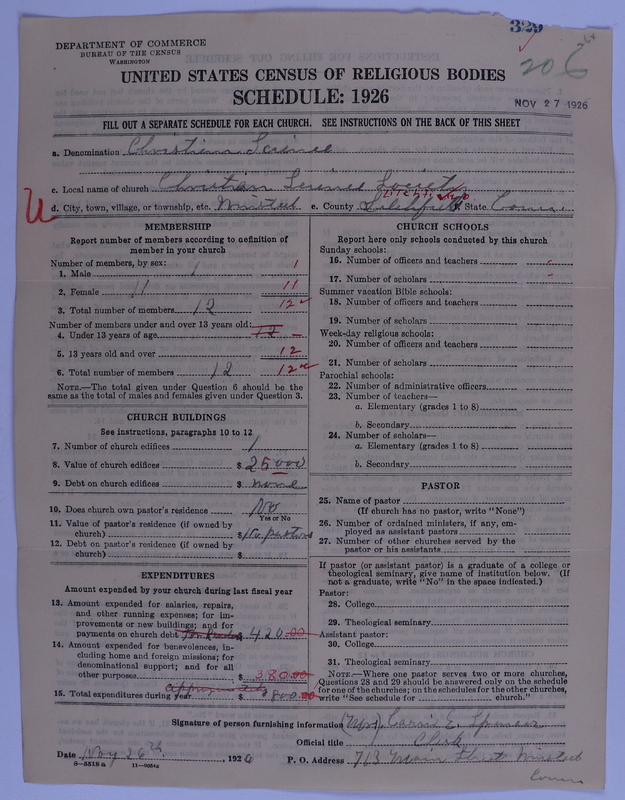 329
206
DEPARTMENT OF COMMERCE
BUREAU OF THE CENSUS
WASHINGTON
UNITED STATES CENSUS OF RELIGIOUS BODIES
SCHEDULE: 1926
NOV 27 1926
FILL OUT A SEPARATE SCHEDULE FOR EACH CHURCH. SEE INSTRUCTIONS ON THE BACK OF THIS SHEET
a. Denomination Christian Science
c. Local name of church Christian Science Society
d. City, town, village, or township, etc. Winsted e. County Litchfield f. State Conn.
MEMBERSHIP
Report number of members according to definition of member in your church
Number of members, by sex:
1. Male 1 1
2. Female 11 11
3. Total number of members 12 12
Number of members under and over 13 years old:
4. Under 13 years of age 12 –
5. 13 years old and over 12
6. Total number of members 12 12
NOTE.—The total given under Question 6 should be the same as the total of males and females given under Question 3.
CHURCH BUILDINGS
See instructions, paragraphs 10 to 12
7. Number of church edifices 1
8. Value of church edifices $ 25000
9. Debt on church edifices $ none
10. Does church own pastor's residence No
Yes or No
11. Value of pastor's residence (if owned by church) $ No pastor
12. Debt on pastor's residence (if owned by church) $
EXPENDITURES
Amount expended by your church during last fiscal year
13. Amount expended for salaries, repairs, and other running expenses; for improvements or new buildings; and for payments on church debt $ 420.00
14. Amount expended for benevolences, including home and foreign missions; for denominational support; and for all other purposes $ 380.00
15. Total expenditures during year $ 800.00
CHURCH SCHOOLS
Report here only schools conducted by this church
Sunday schools:
16. Number of officers and teachers -
17. Number of scholars -
Summer vacation Bible schools:
18. Number of officers and teachers
19. Number of scholars
Week-day religious schools:
20. Number of officers and teachers
21. Number of scholars
Parochial schools:
22. Number of administrative officers
23. Number of teachers—
a. Elementary (grades 1 to 8)
b. Secondary
24. Number of scholars—
a. Elementary (grades 1 to 8)
b. Secondary
PASTOR
25. Name of pastor
(If church has no pastor, write "None")
26. Number of ordained ministers, if any, employed as assistant pastors
27. Number of other churches served by the pastor or his assistants
If pastor (or assistant pastor) is a graduate of a college or theological seminary, give name of institution below. (If not a graduate, write "No" in the space indicated.)
Pastor:
28. College
29. Theological seminary
Assistant pastor:
30. College
31. Theological seminary
NOTE.—Where one pastor serves two or more churches, Questions 28 and 29 should be answered only on the schedule for one of the churches; on the schedules for the other churches, write "See schedule for church."
Signature of person furnishing information (Mrs) Carrie E. Spencer
Official title Clerk
Date Nov 26th, 1926 P. O. Address 713 Main Street Winsted
Conn
8—5518 a 11—9054a